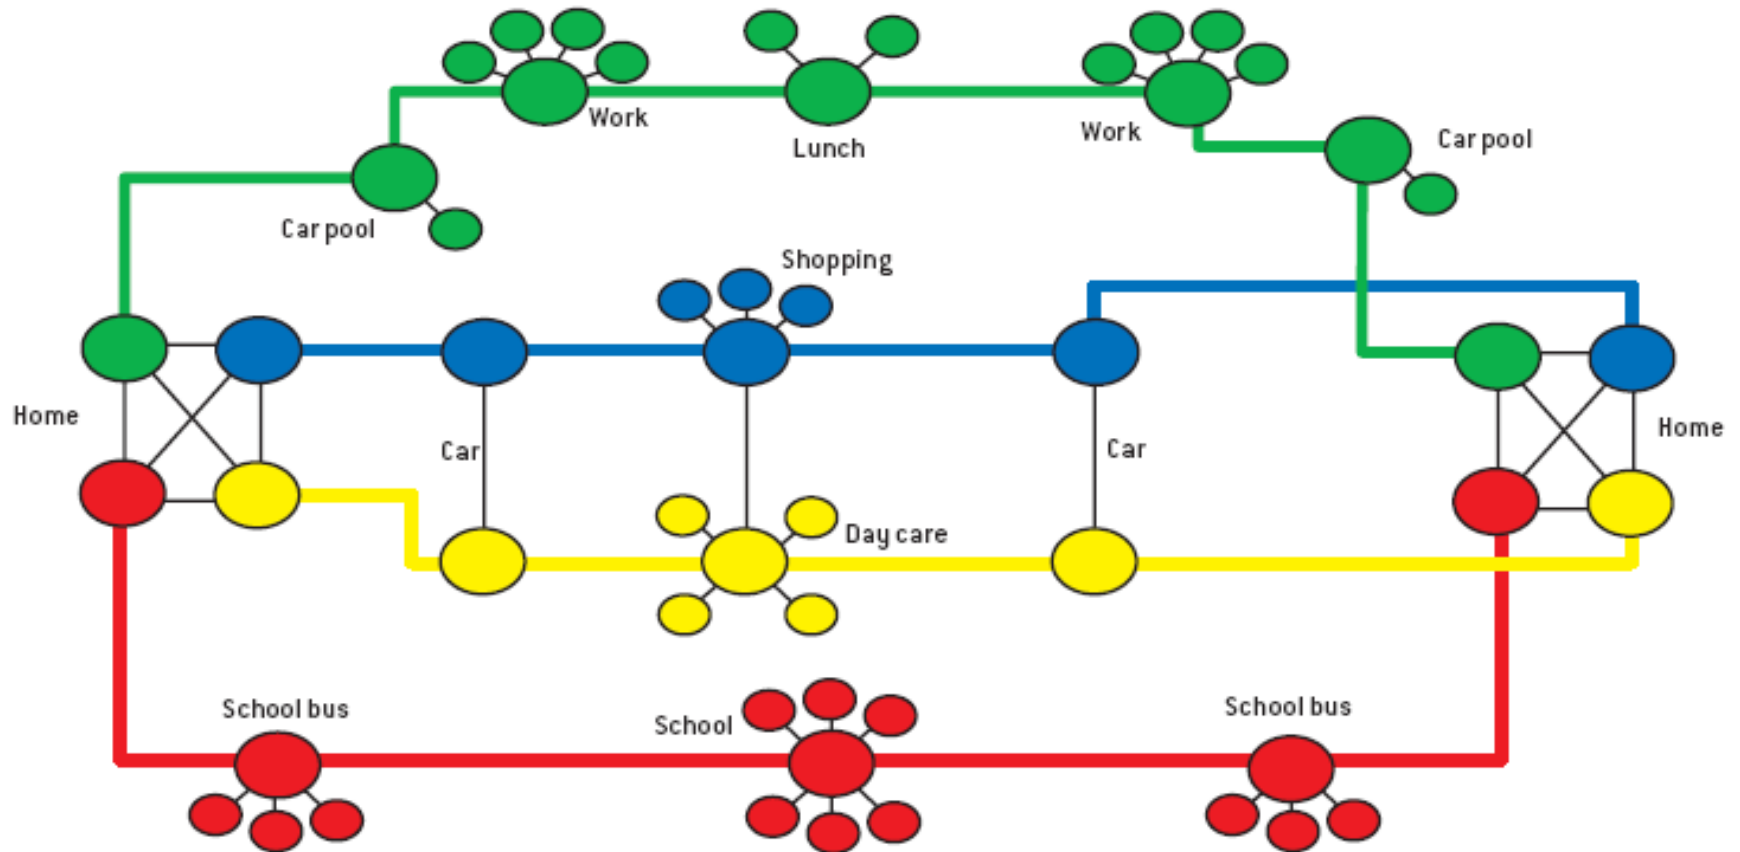 Work
Lunch
Work
Car pool
Car pool
Shopping
Home
Car
Car
Home
Day care
School bus
School
School bus